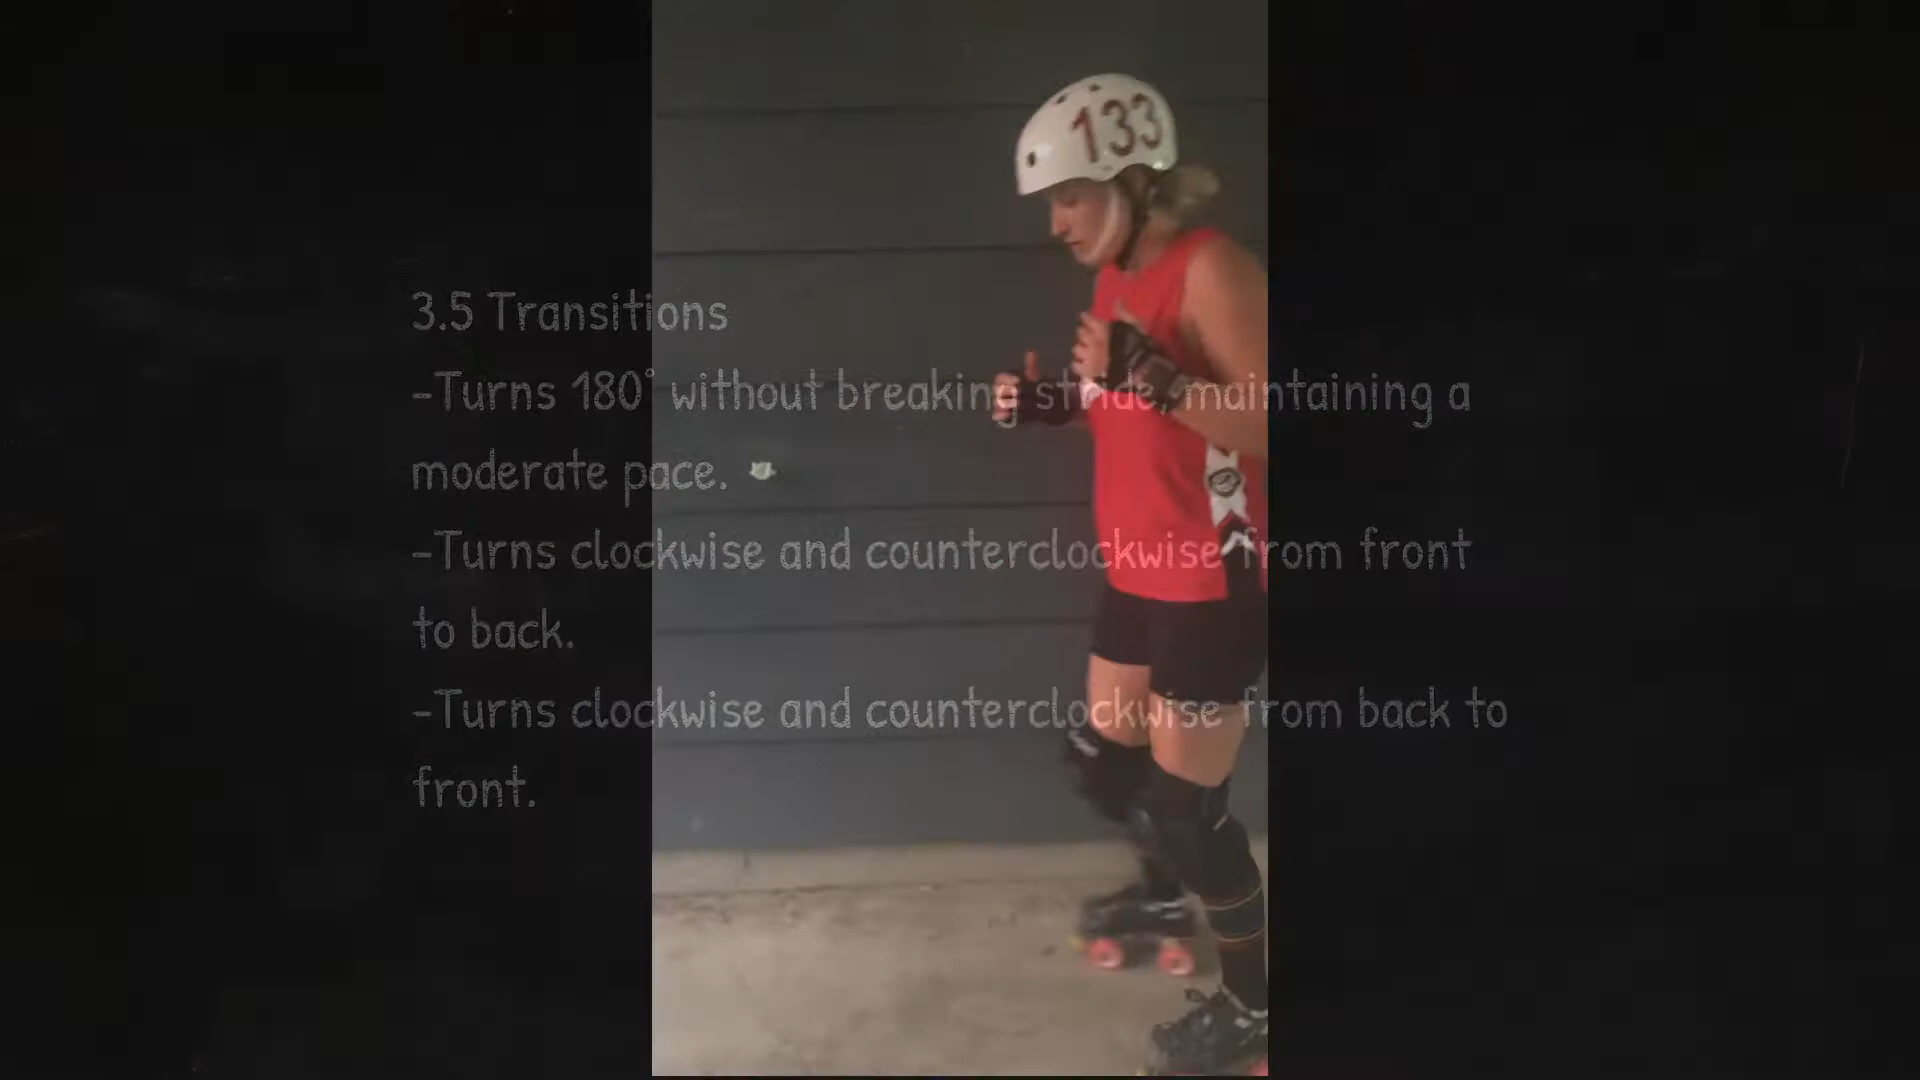 133
3.5 Transitions
-Turns 180° without breaking stride, maintaining a
moderate pace.
-Turns clockwise and counterclockwise from front
to back.
-Turns clockwise and counterclockwise from back to
front.